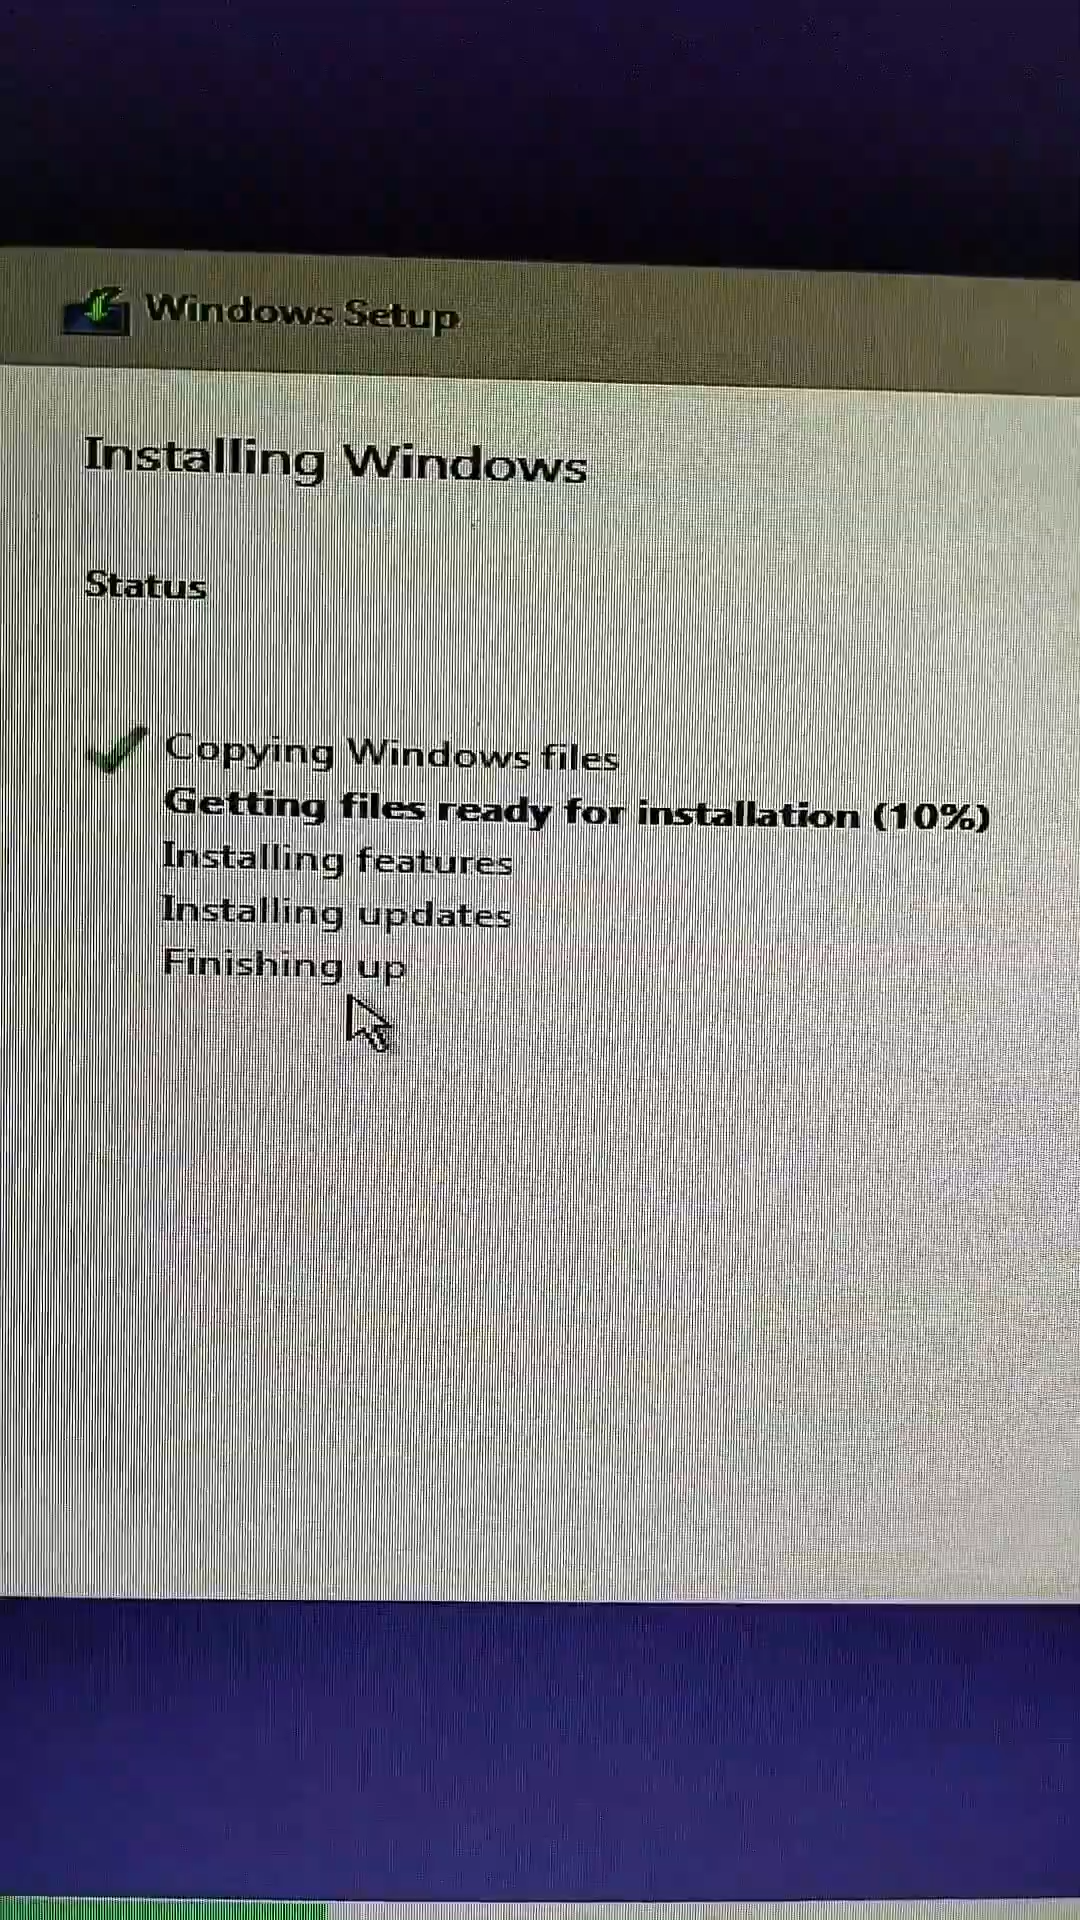 Windows Setup
Installing Windows
Status
Copying Windows files
Getting files ready for installation (10%)
Installing features
Installing updates
Finishing up